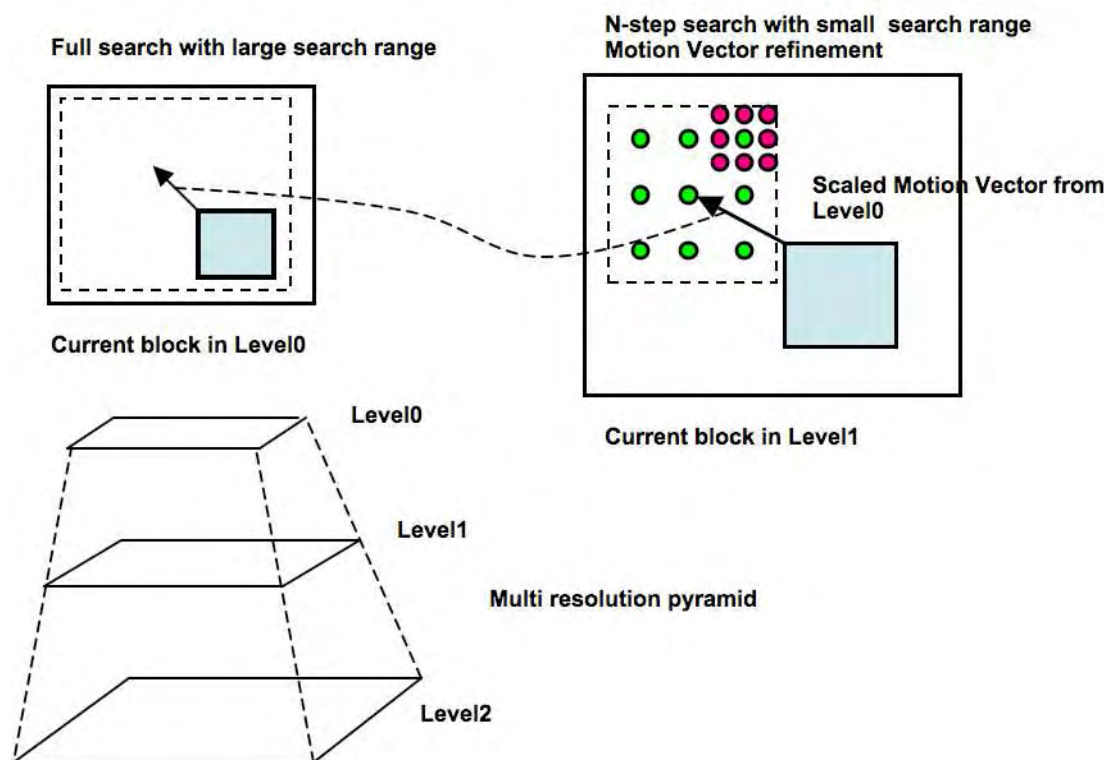 Full search with large search range
N-step search with small search range
Motion Vector refinement
Scaled Motion Vector from
Level0
Current block in Level0
Current block in Level1
Level0
Level1
Multi resolution pyramid
Level2